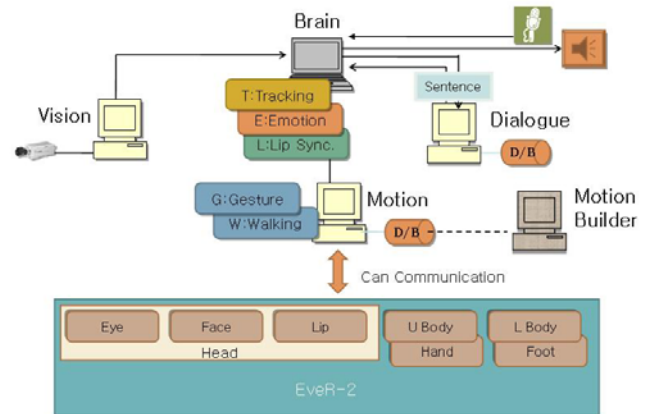 Brain
Sentence
T:Tracking
E:Emotion
L:Lip Sync.
Vision
Dialogue
D/B
G:Gesture
W:Walking
Motion
D/B
Motion
Builder
Can Communication
Eye
Face
Lip
U Body
L Body
Head
Hand
Foot
EveR-2